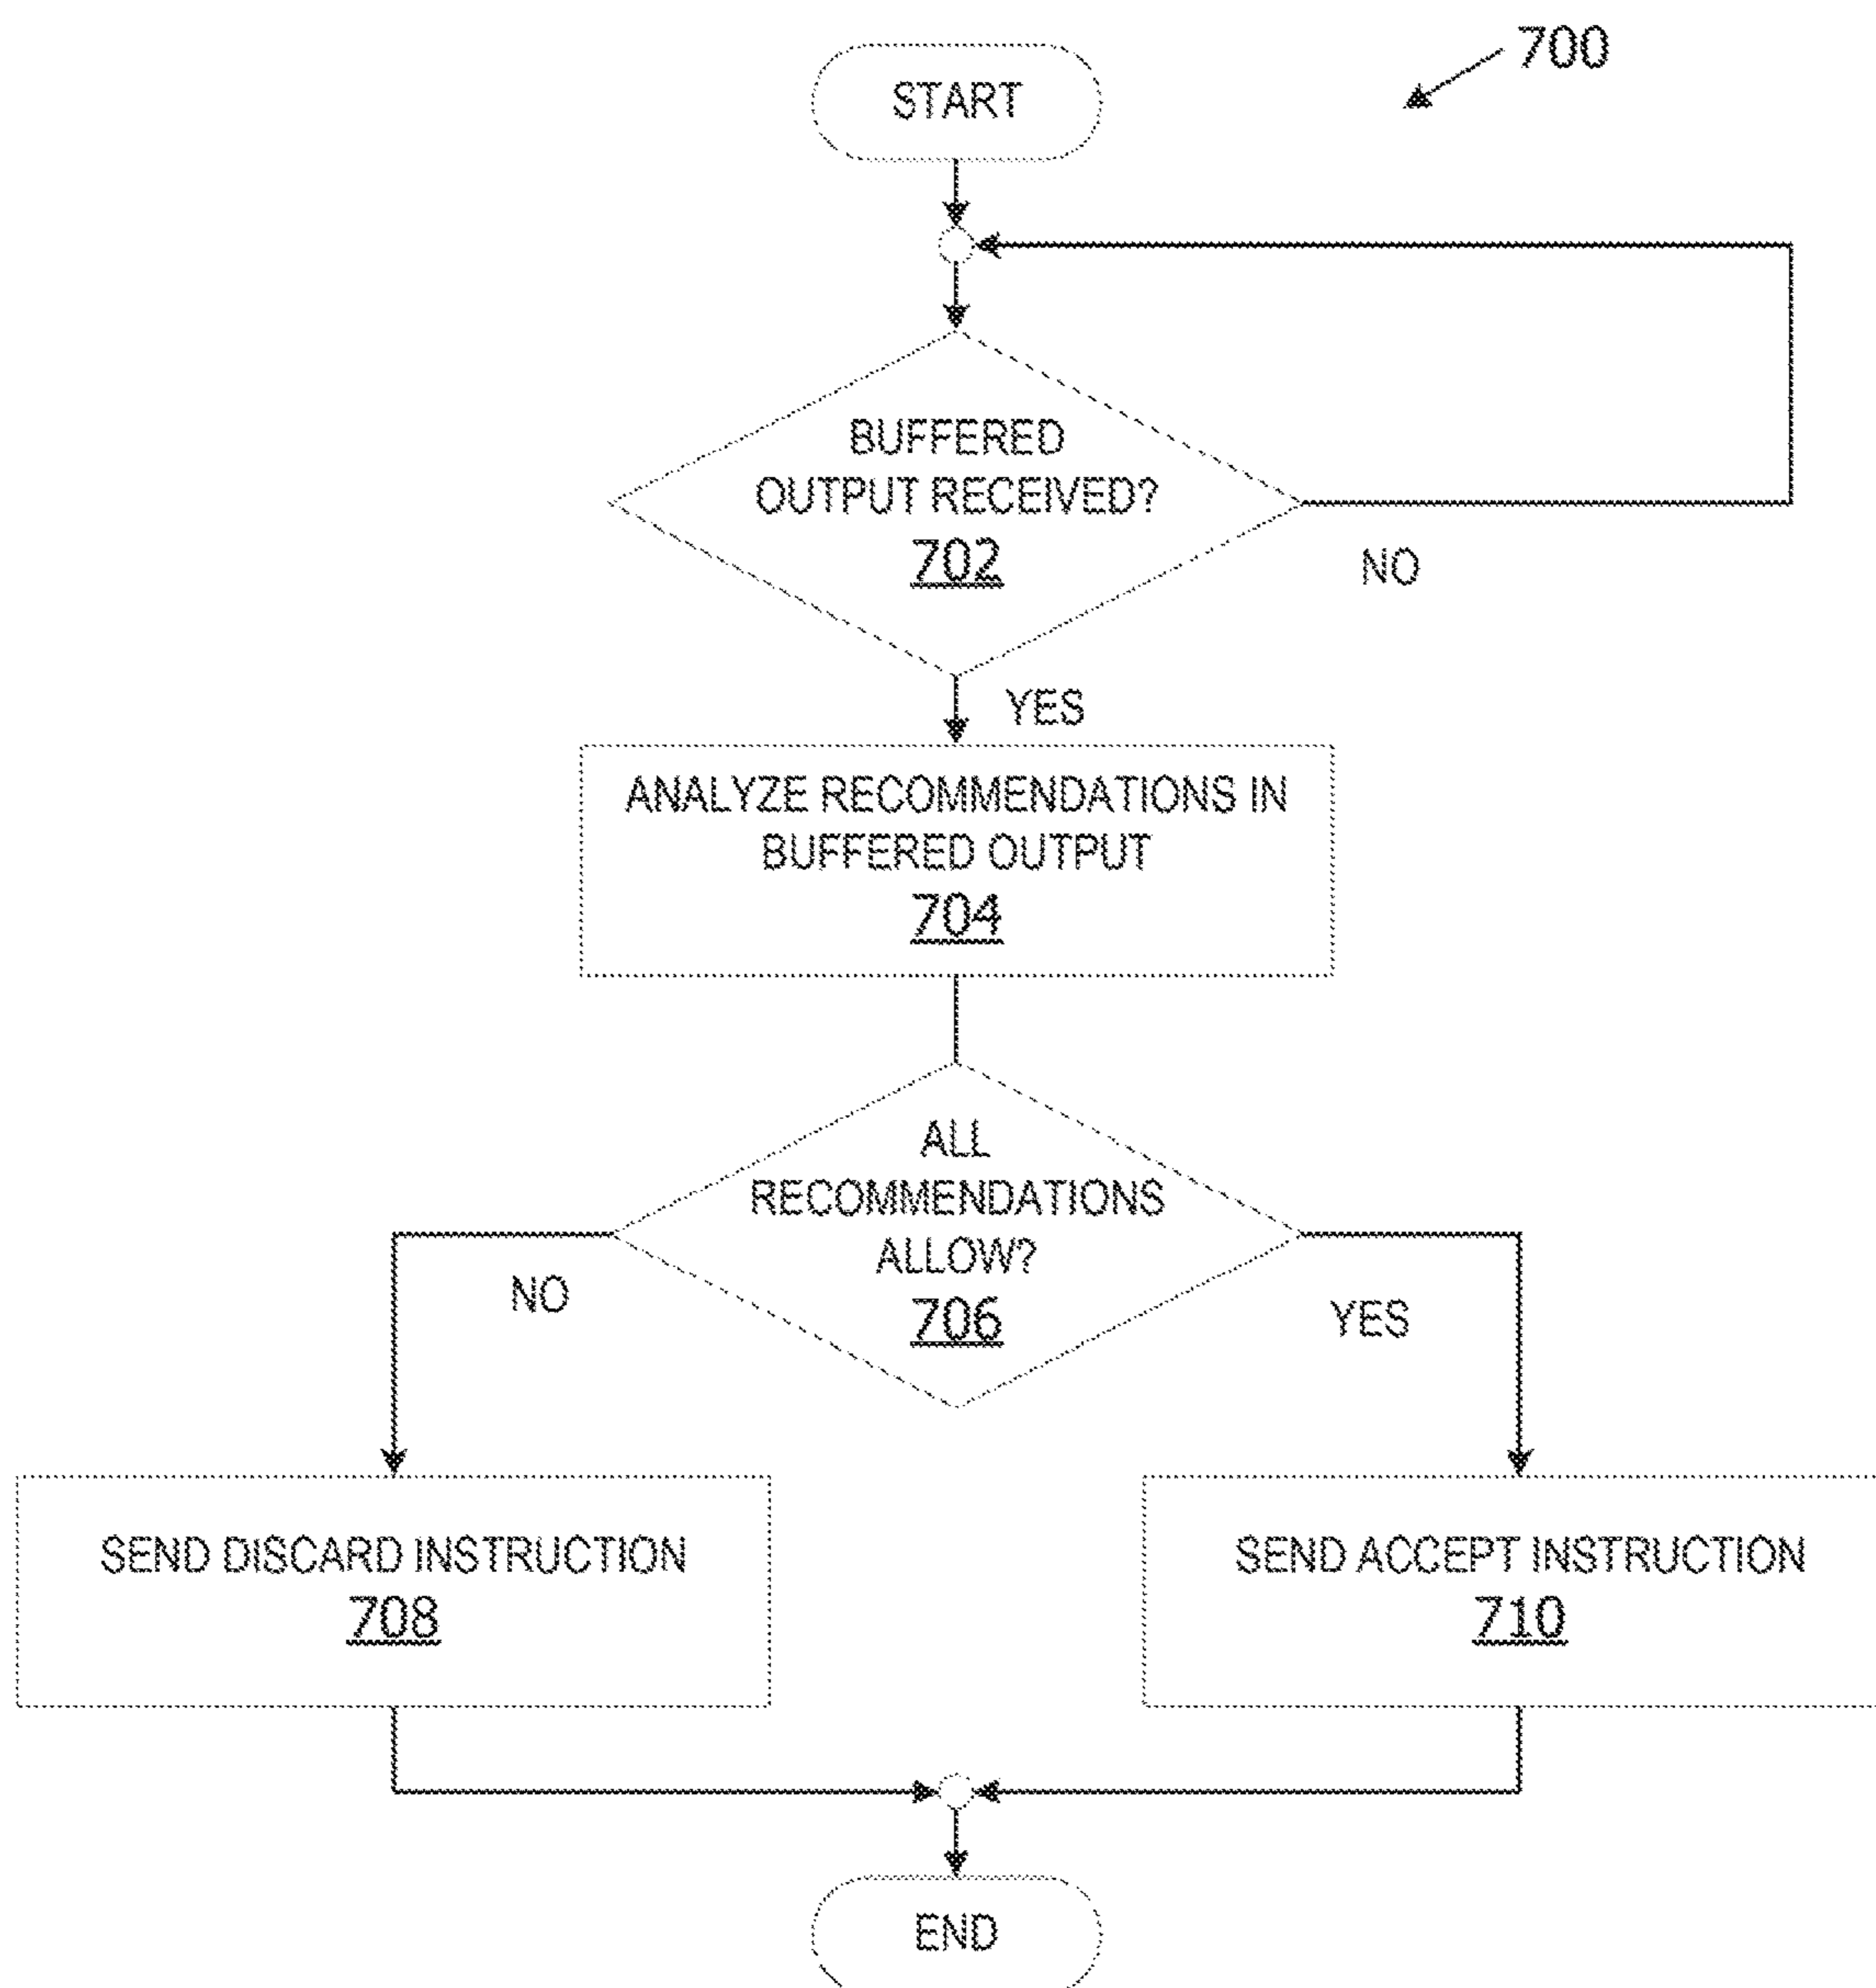 700
START
BUFFERED
OUTPUT RECEIVED?
702
NO
YES
ANALYZE RECOMMENDATIONS IN
BUFFERED OUTPUT
704
ALL
RECOMMENDATIONS
ALLOW?
706
NO
YES
SEND DISCARD INSTRUCTION
708
SEND ACCEPT INSTRUCTION
710
END